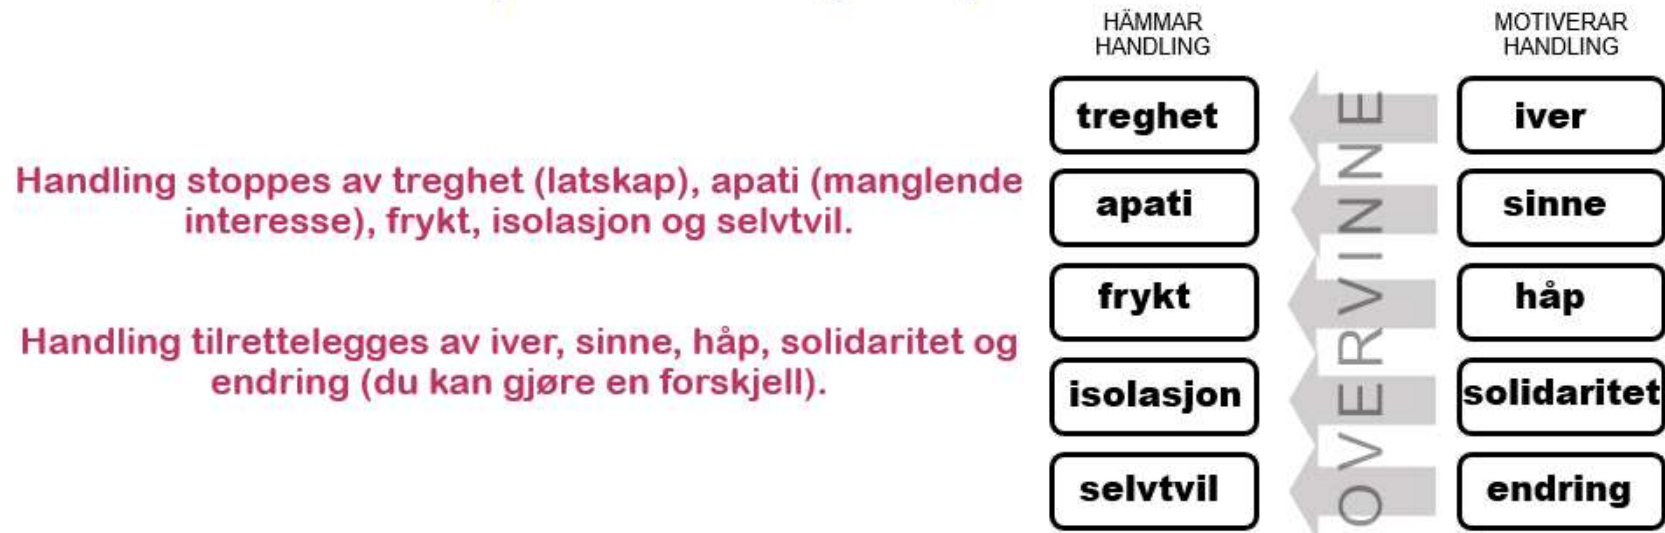 Handling stoppes av treghet (latskap), apati (manglende
interesse), frykt, isolasjon og selvtvil.
Handling tilrettelegges av iver, sinne, håp, solidaritet og
endring (du kan gjøre en forskjell).
HÄMMAR
HANDLING
treghet
apati
frykt
isolasjon
selvtvil
OVERVINNE
MOTIVERAR
HANDLING
iver
sinne
håp
solidaritet
endring